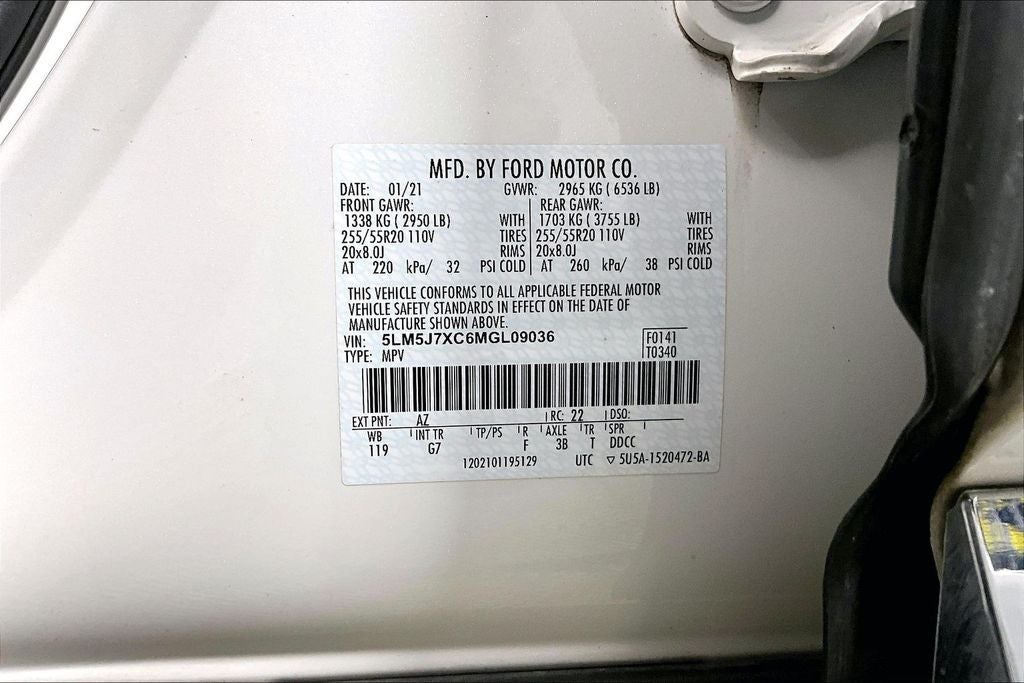 MFD. BY FORD MOTOR CO.
DATE: 01/21 GVWR: 2965 KG ( 6536 LB)
FRONT GAWR: REAR GAWR:
1338 KG ( 2950 LB) WITH 1703 KG ( 3755 LB) WITH
255/55R20 110V TIRES 255/55R20 110V TIRES
20x8.0J RIMS 20x8.0J RIMS
AT 220 kPa/ 32 PSI COLD AT 260 kPa/ 38 PSI COLD
THIS VEHICLE CONFORMS TO ALL APPLICABLE FEDERAL MOTOR
VEHICLE SAFETY STANDARDS IN EFFECT ON THE DATE OF
MANUFACTURE SHOWN ABOVE.
VIN: 5LM5J7XC6MGL09036 F0141
TYPE: MPV T0340
EXT PNT: AZ RC: 22 DSO:
WB INT TR TP/PS R AXLE TR SPR
119 G7 F 3B T DDCC
1202101195129 UTC ▽ 5U5A-1520472-BA